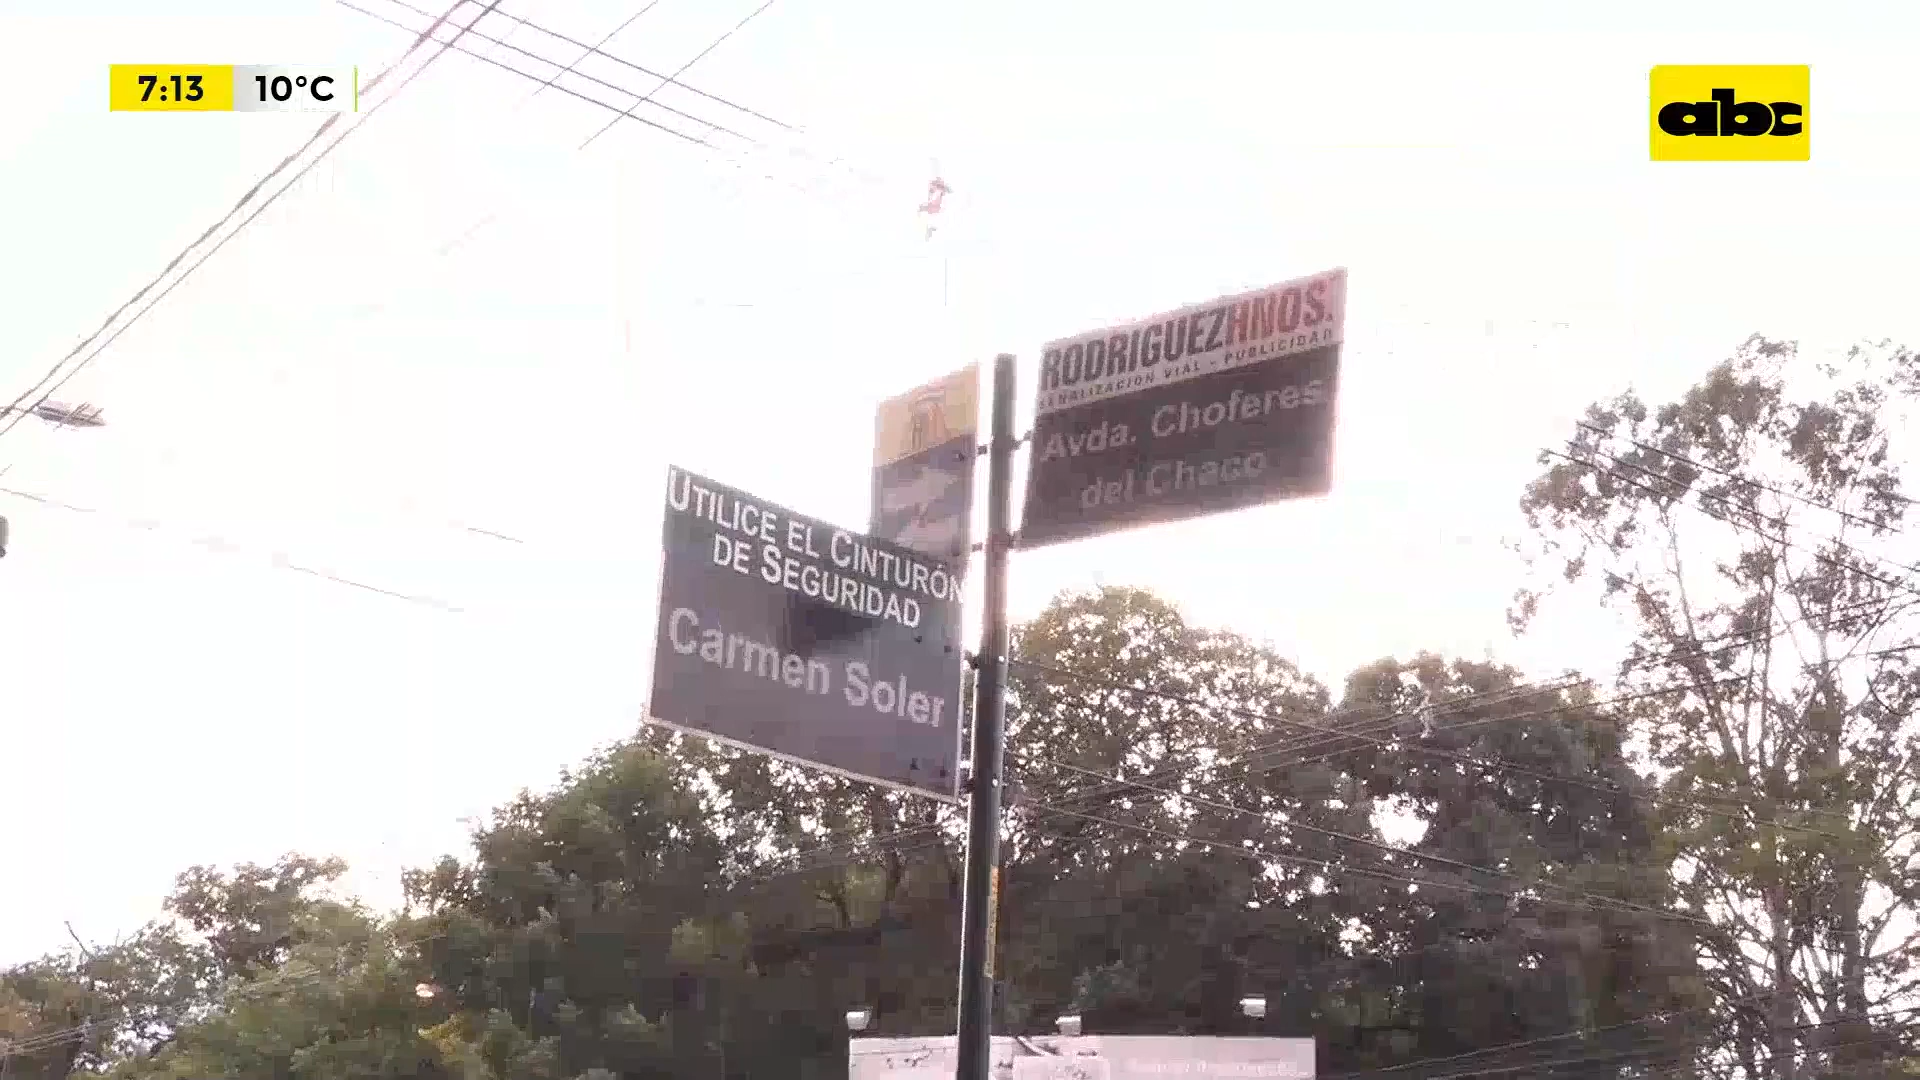 7:13 10°C
abc
RODRIGUEZHNOS.
SEÑALIZACION VIAL - PUBLICIDAD
Avda. Choferes
del Chaco
UTILICE EL CINTURÓN
DE SEGURIDAD
Carmen Soler